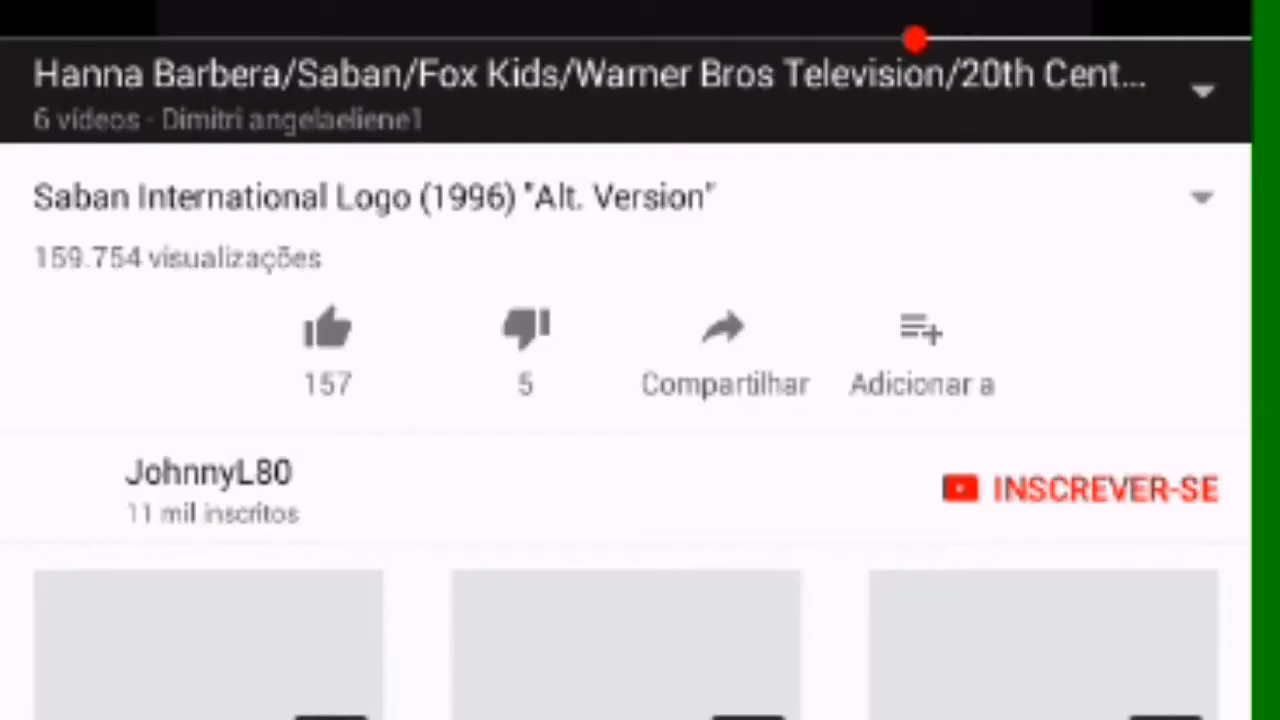 Hanna Barbera/Saban/Fox Kids/Warner Bros Television/20th Cent...
6 vídeos · Dimitri angelaeliene1
Saban International Logo (1996) "Alt. Version"
159.754 visualizações
157
5
Compartilhar
Adicionar a
JohnnyL80
INSCREVER-SE
11 mil inscritos